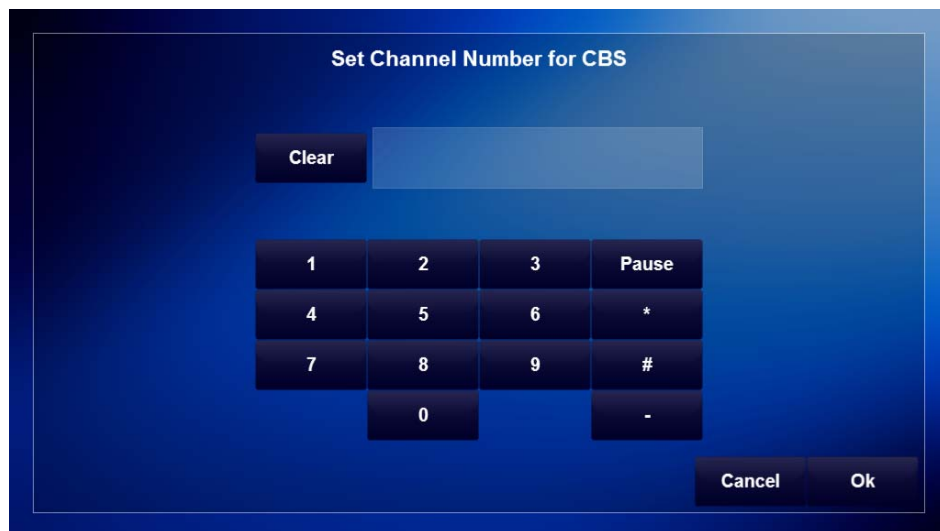 Set Channel Number for CBS
Clear
1 2 3 Pause
4 5 6 *
7 8 9 #
0 -
Cancel Ok